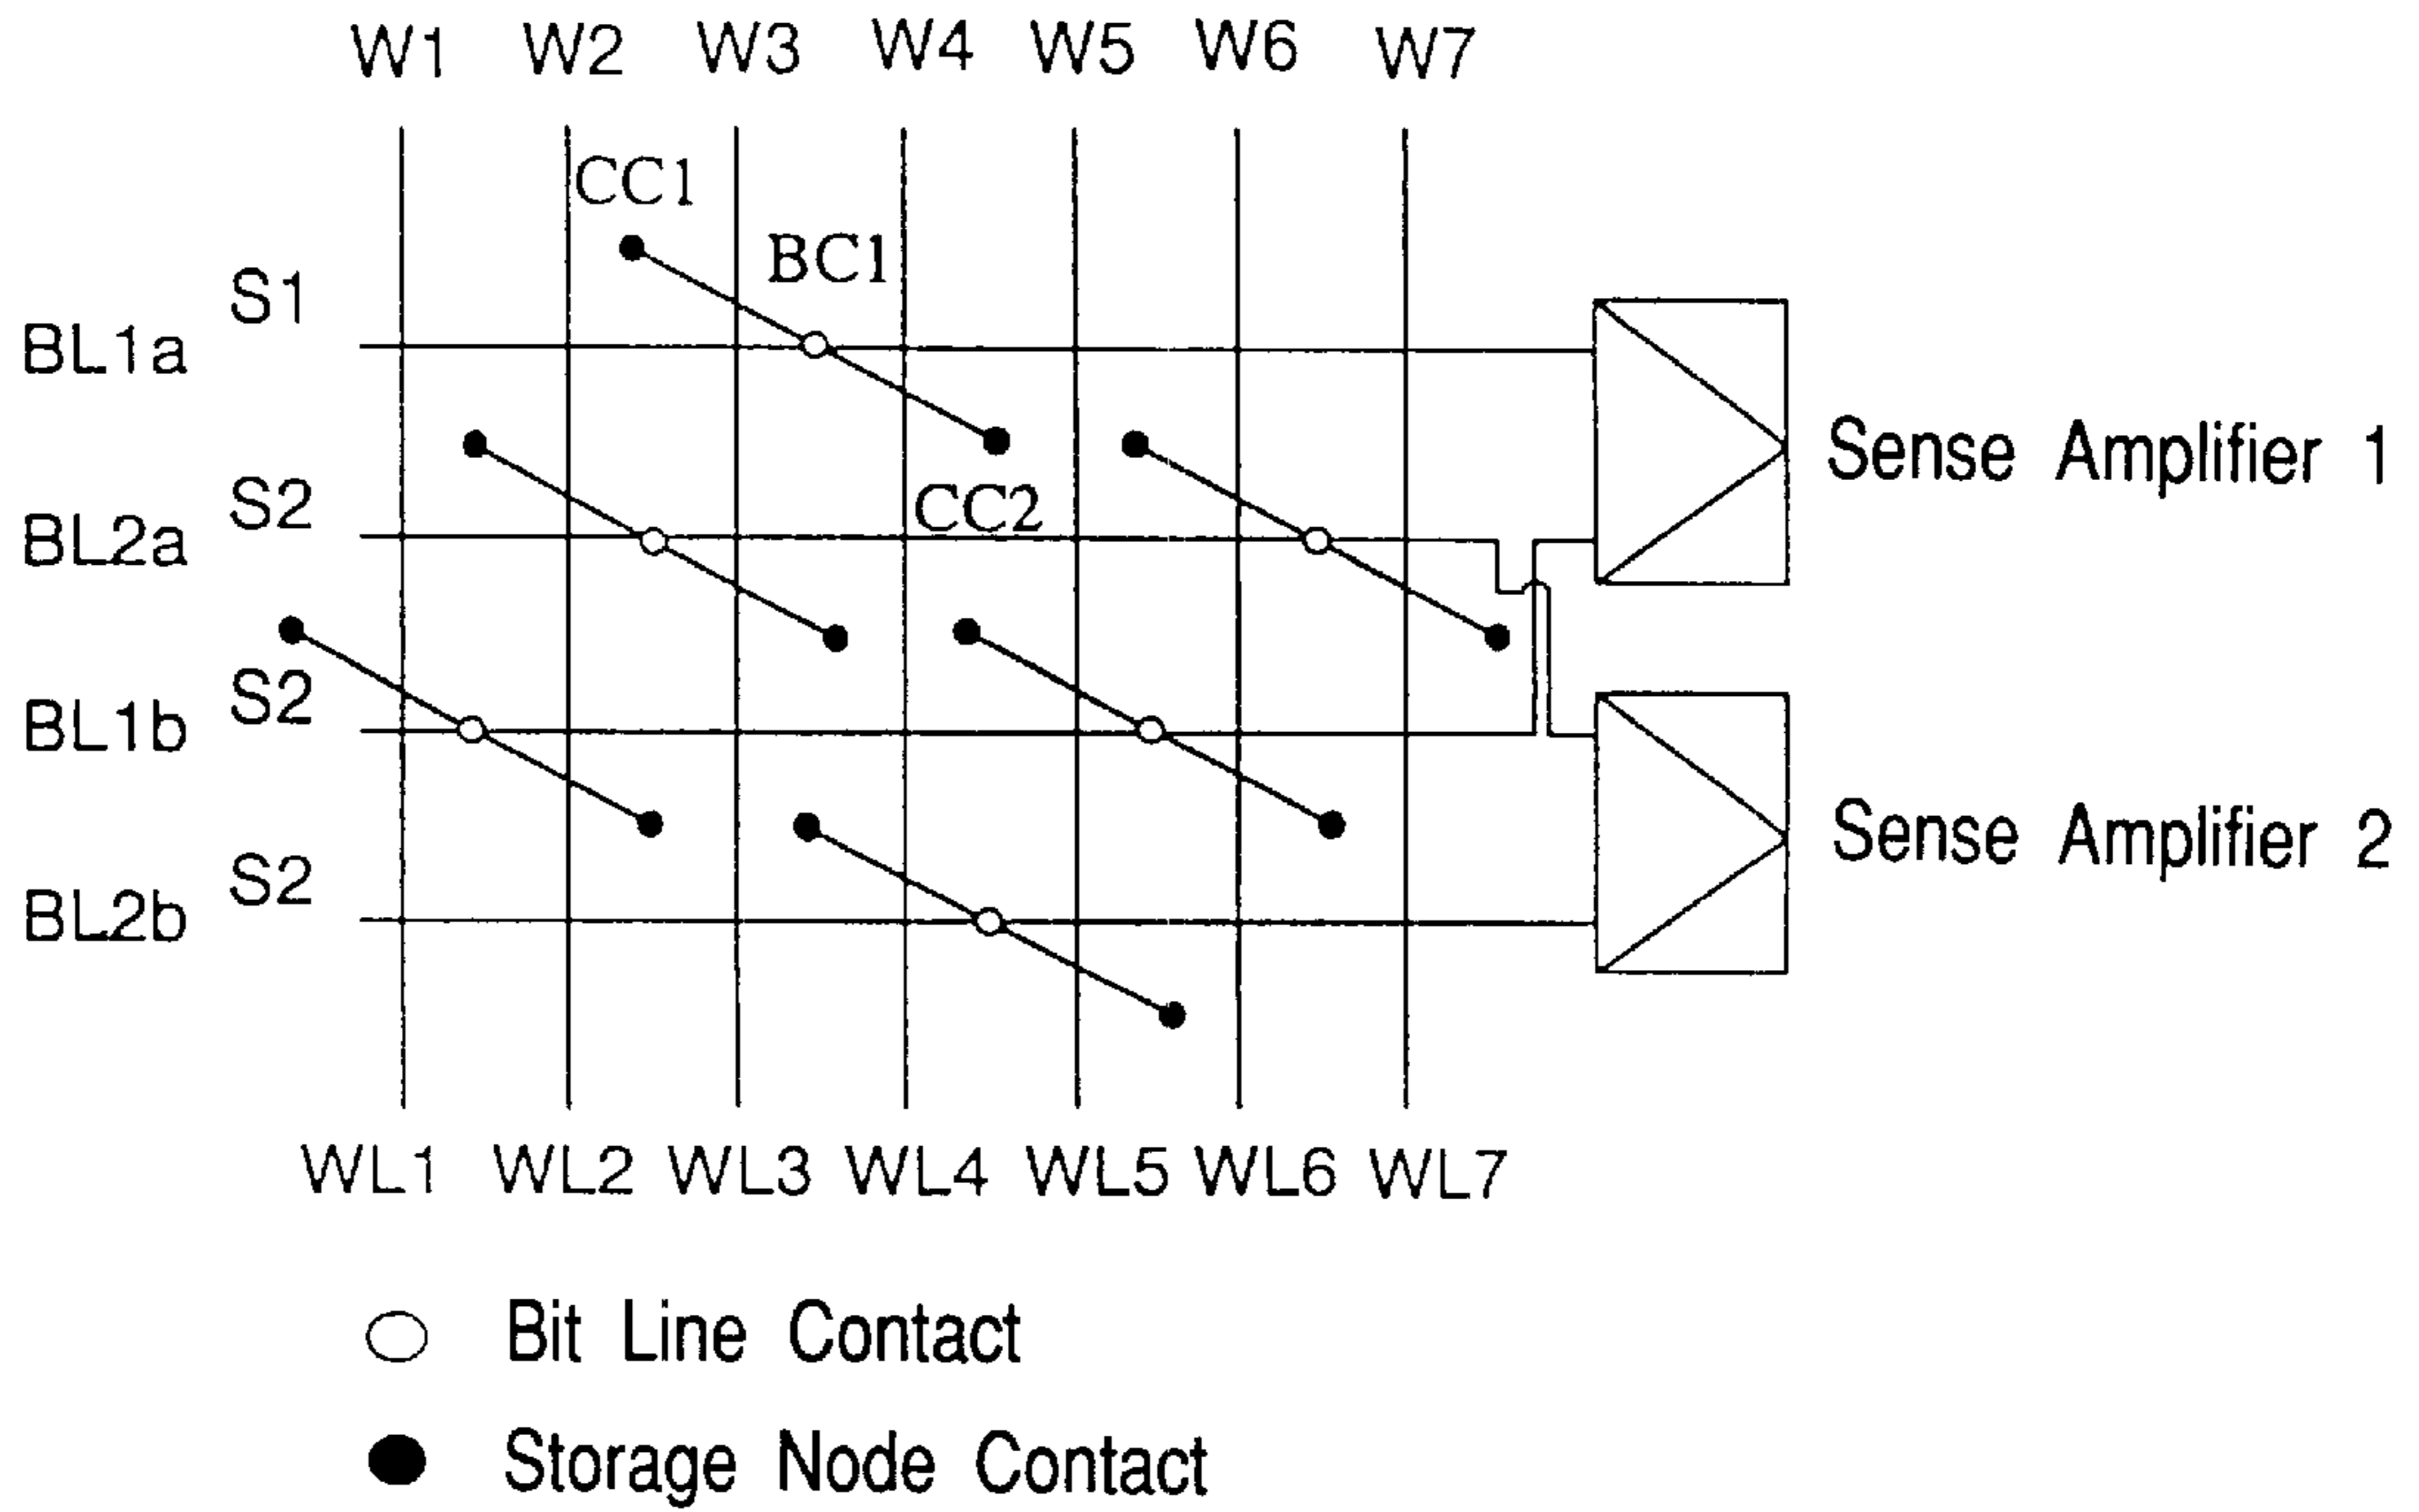 W1 W2 W3 W4 W5 W6 W7
CC1
BC1
S1
BL1a
Sense Amplifier 1
CC2
S2
BL2a
S2
BL1b
Sense Amplifier 2
S2
BL2b
WL1 WL2 WL3 WL4 WL5 WL6 WL7
Bit Line Contact
Storage Node Contact